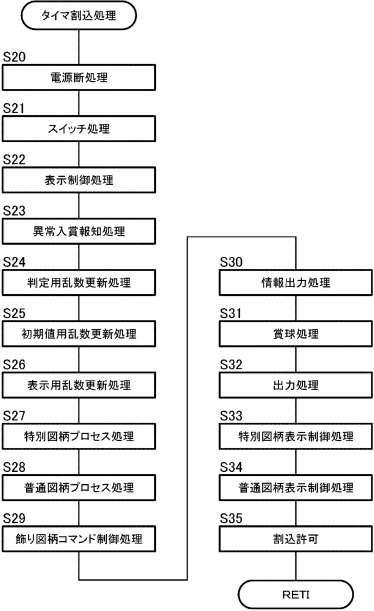 タイマ割込処理
S20
電源断処理
S21
スイッチ処理
S22
表示制御処理
S23
異常入賞報知処理
S24
判定用乱数更新処理
S25
初期値用乱数更新処理
S26
表示用乱数更新処理
S27
特別図柄プロセス処理
S28
普通図柄プロセス処理
S29
飾り図柄コマンド制御処理
S30
情報出力処理
S31
賞球処理
S32
出力処理
S33
特別図柄表示制御処理
S34
普通図柄表示制御処理
S35
割込許可
RETI